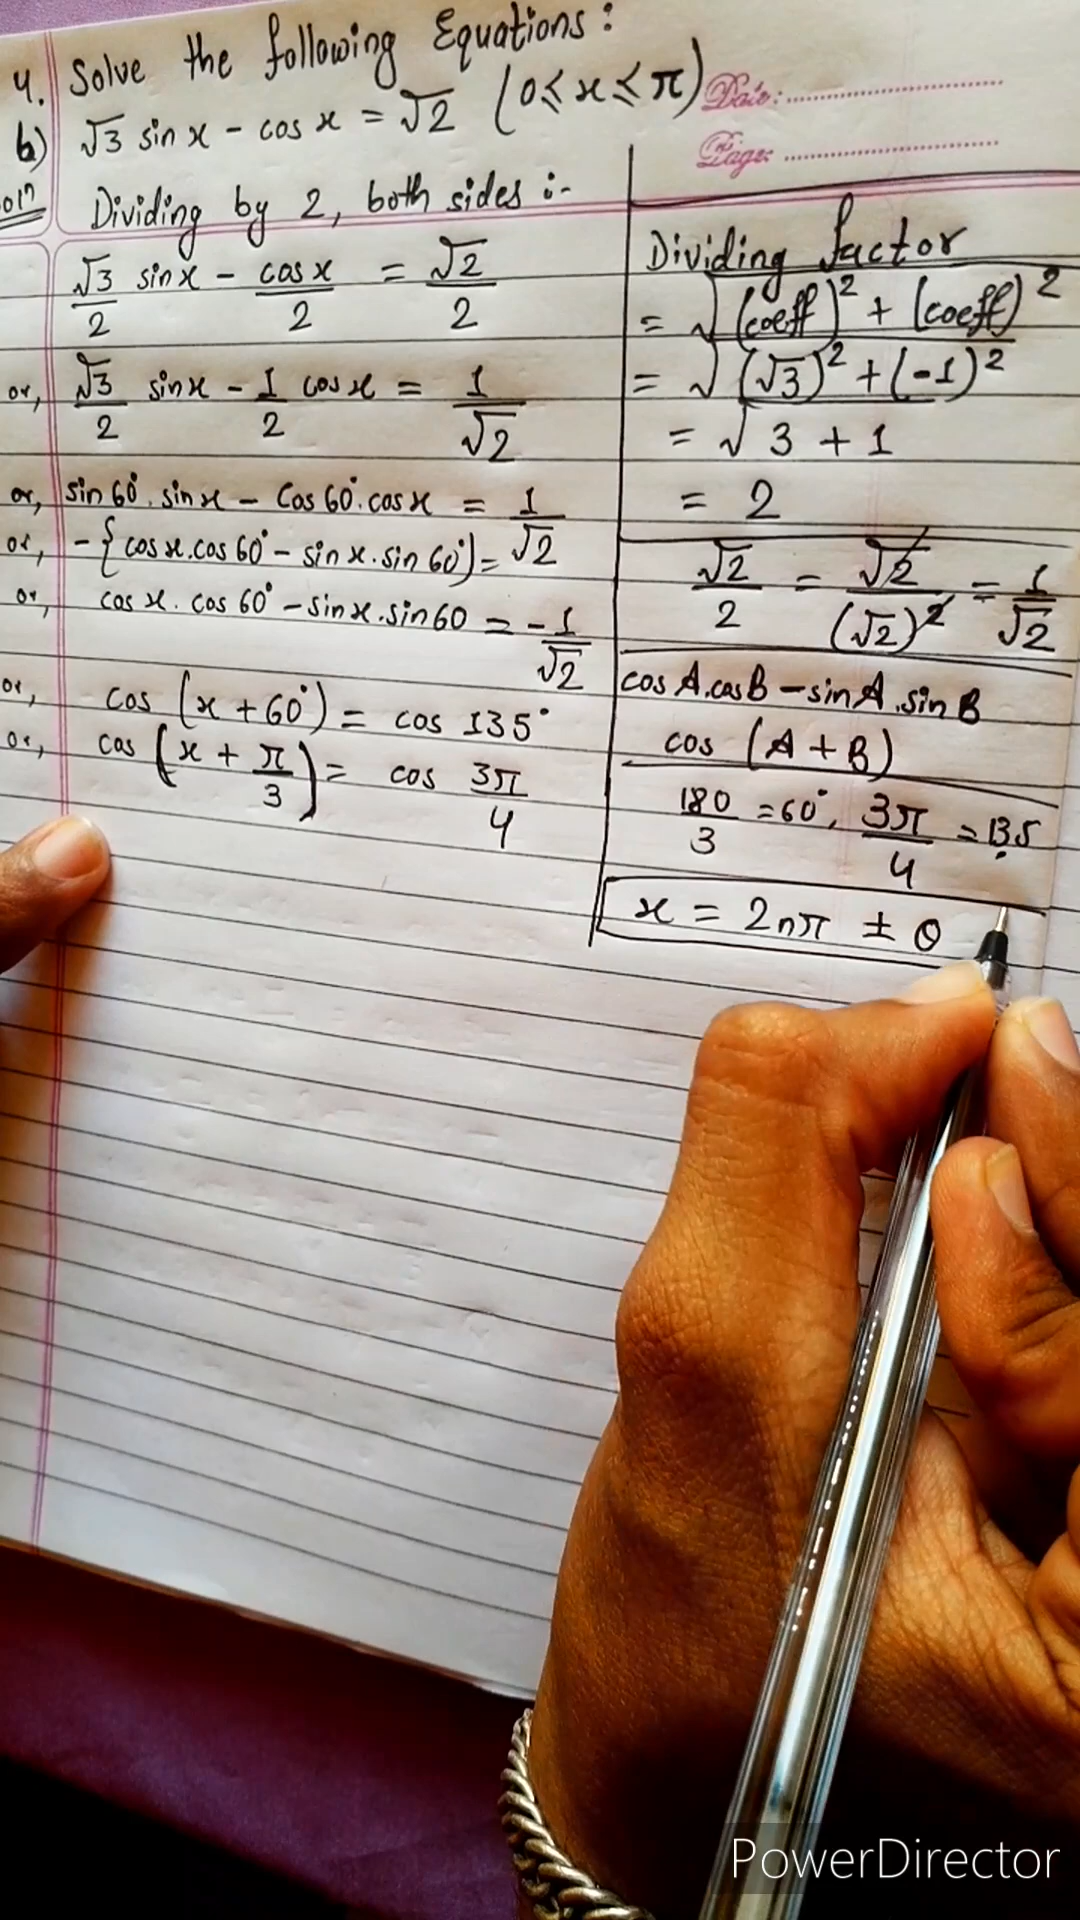 4. Solve the following Equations:
b) √3 sin x - cos x = √2 (0 ≤ x ≤ π)
Date:
Page:
Dividing by 2, both sides :-
√3/2 sin x - cos x/2 = √2/2
or, √3/2 sin x - 1/2 cos x = 1/√2
or, sin 60°. sin x - Cos 60°. cos x = 1/√2
or, - {cos x. cos 60° - sin x. sin 60°} = 1/√2
or, cos x. cos 60° - sin x. sin 60 = -1/√2
or, cos (x + 60°) = cos 135°
or, cos (x + π/3) = cos 3π/4
Dividing factor
= √(coeff)² + (coeff)²
= √(√3)² + (-1)²
= √3 + 1
= 2
√2/2 = √2/(√2)² = 1/√2
cos A. cos B - sin A. sin B
cos (A + B)
180/3 = 60°, 3π/4 = 135
x = 2nπ ± θ
PowerDirector